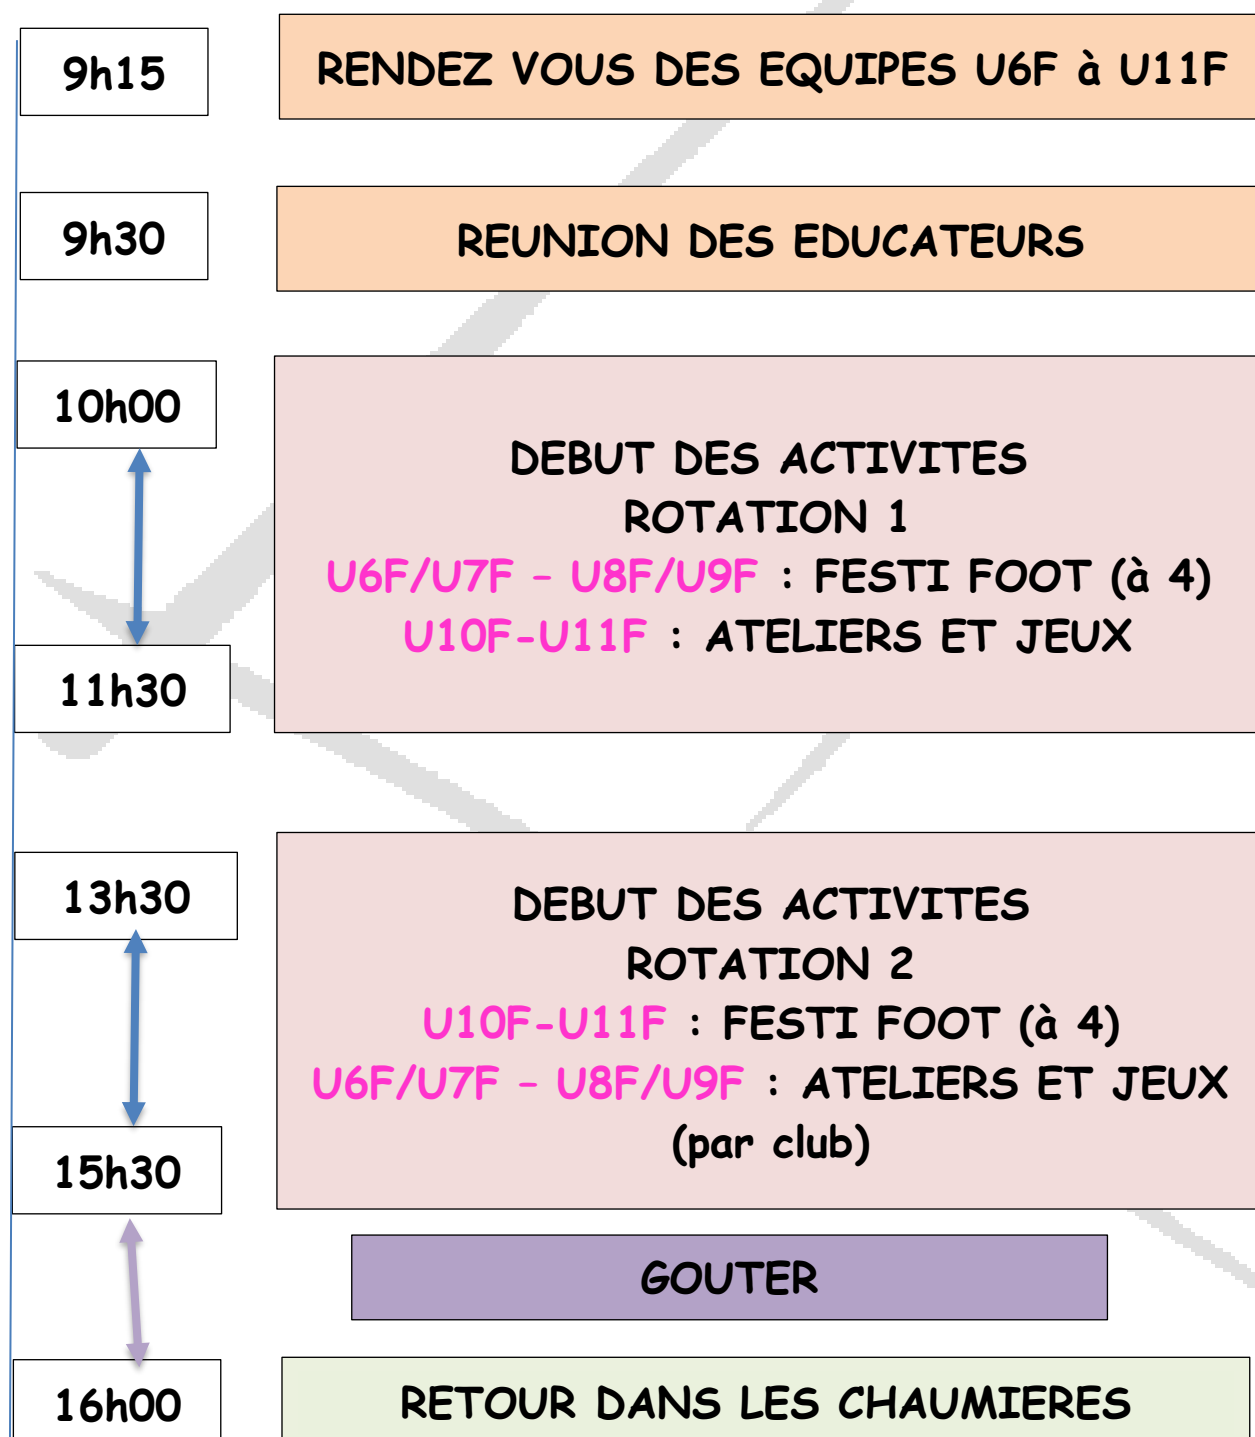 9h15
RENDEZ VOUS DES EQUIPES U6F à U11F
9h30
REUNION DES EDUCATEURS
10h00
11h30
DEBUT DES ACTIVITES
ROTATION 1
U6F/U7F – U8F/U9F : FESTI FOOT (à 4)
U10F-U11F : ATELIERS ET JEUX
13h30
15h30
DEBUT DES ACTIVITES
ROTATION 2
U10F-U11F : FESTI FOOT (à 4)
U6F/U7F – U8F/U9F : ATELIERS ET JEUX
(par club)
GOUTER
16h00
RETOUR DANS LES CHAUMIERES